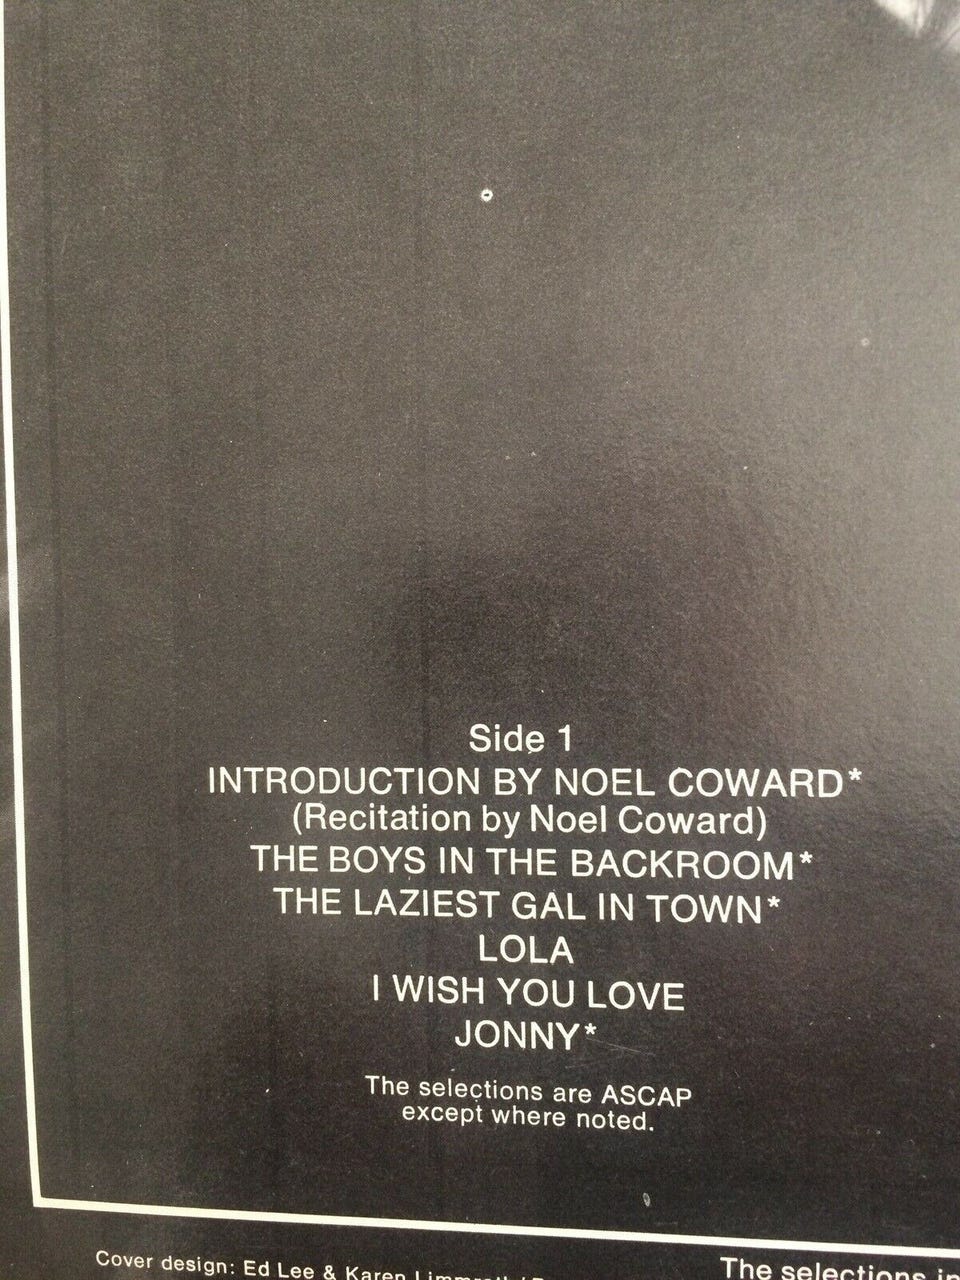 Side 1
INTRODUCTION BY NOEL COWARD*
(Recitation by Noel Coward)
THE BOYS IN THE BACKROOM*
THE LAZIEST GAL IN TOWN*
LOLA
I WISH YOU LOVE
JONNY*
The selections are ASCAP
except where noted.
Cover design: Ed Lee & Karen
The selections in